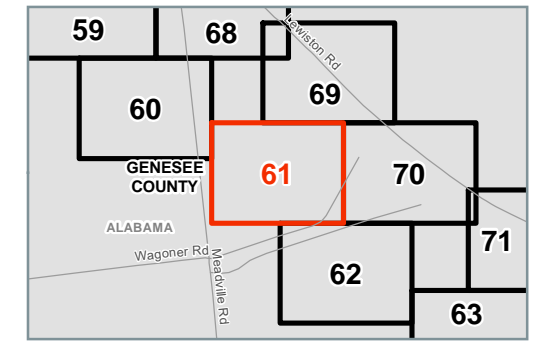 59
68
Lewiston Rd
60
69
GENESEE
COUNTY
61
70
ALABAMA
Wagoner Rd
Meadville Rd
71
62
63